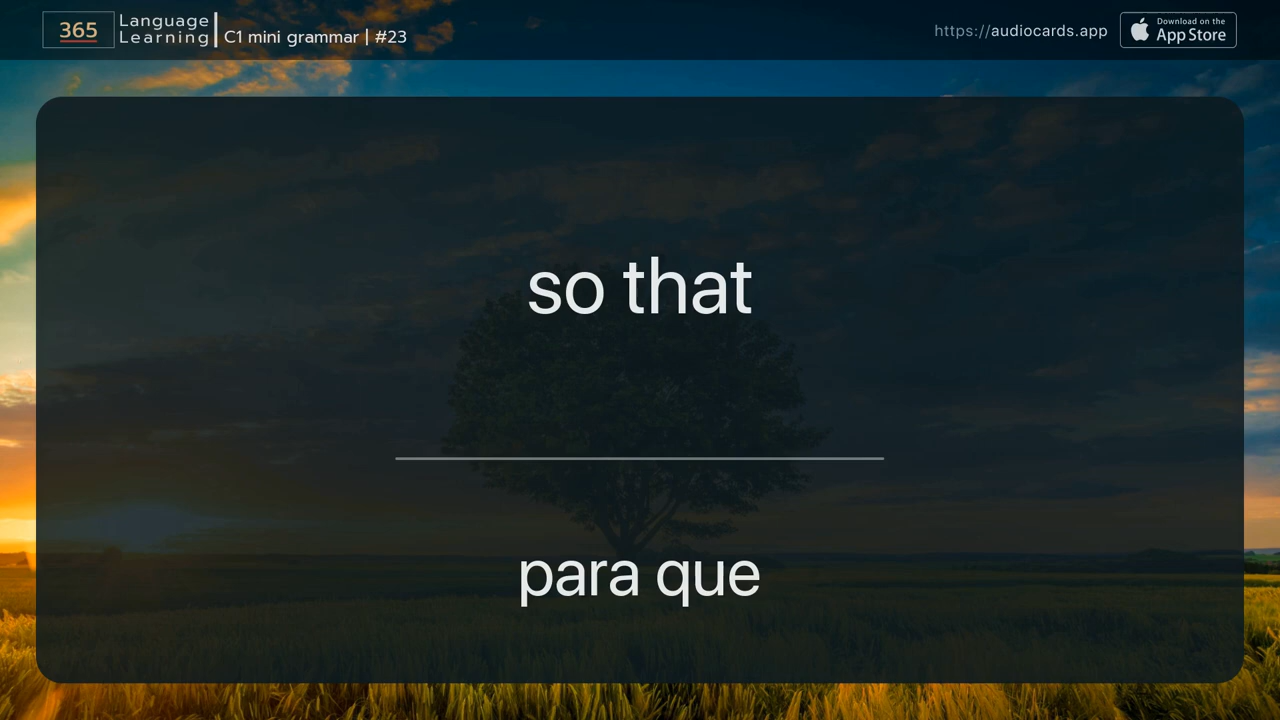 365
Language
Learning
C1 mini grammar | #23
https://audiocards.app
Download on the
App Store
so that
para que